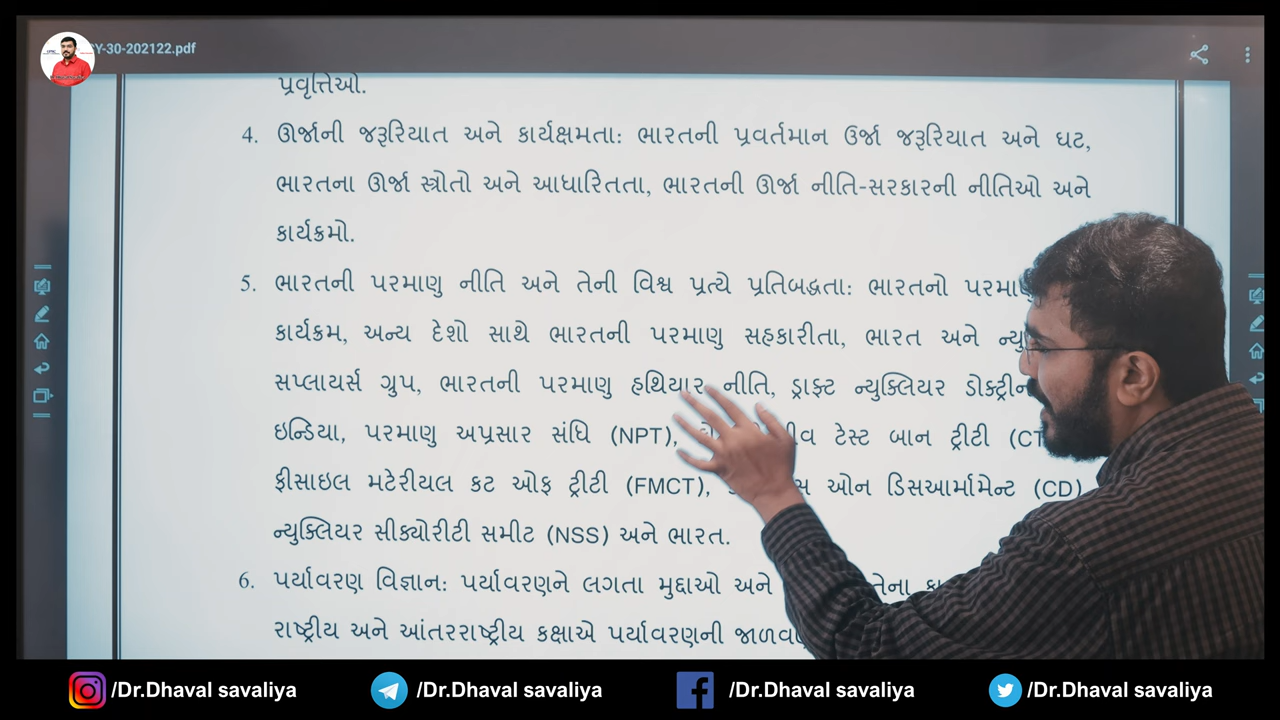 SY-30-202122.pdf
પ્રવૃત્તિઓ.
4. ઊર્જાની જરૂરિયાત અને કાર્યક્ષમતા: ભારતની પ્રવર્તમાન ઉર્જા જરૂરિયાત અને ઘટ,
ભારતના ઊર્જા સ્ત્રોતો અને આધારિતતા, ભારતની ઊર્જા નીતિ-સરકારની નીતિઓ અને
કાર્યક્રમો.
5. ભારતની પરમાણુ નીતિ અને તેની વિશ્વ પ્રત્યે પ્રતિબદ્ધતા: ભારતનો
કાર્યક્રમ, અન્ય દેશો સાથે ભારતની પરમાણુ સહકારીતા, ભારત અને
સપ્લાયર્સ ગ્રુપ, ભારતની પરમાણુ હથિયાર નીતિ, ડ્રાફ્ટ ન્યુક્લિયર
ઇન્ડિયા, પરમાણુ અપ્રસાર સંધિ (NPT), ટેસ્ટ બાન ટ્રીટી
ફીસાઇલ મટેરીયલ કટ ઓફ ટ્રીટી (FMCT), ઓન ડિસઆર્મામેન્ટ (CD)
ન્યુક્લિયર સીક્યોરીટી સમીટ (NSS) અને ભારત.
6. પર્યાવરણ વિજ્ઞાન: પર્યાવરણને લગતા મુદ્દાઓ અને
રાષ્ટ્રીય અને આંતરરાષ્ટ્રીય કક્ષાએ પર્યાવરણની
/Dr.Dhaval savaliya /Dr.Dhaval savaliya /Dr.Dhaval savaliya /Dr.Dhaval savaliya